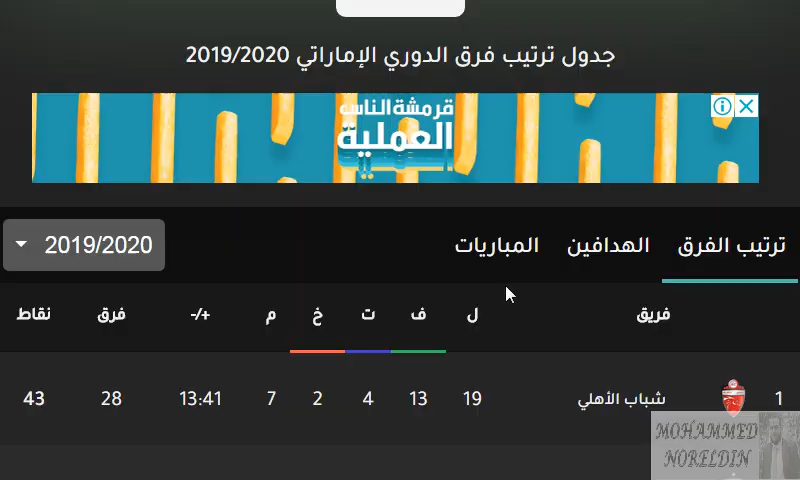 جدول ترتيب فرق الدوري الإماراتي 2019/2020
قرمشة الناس
العملية
ترتيب الفرق الهدافين المباريات 2019/2020
فريق ل ف ت خ م +/- فرق نقاط
1 شباب الأهلي 19 13 4 2 7 13:41 28 43
MOHAMMED
NORELDIN